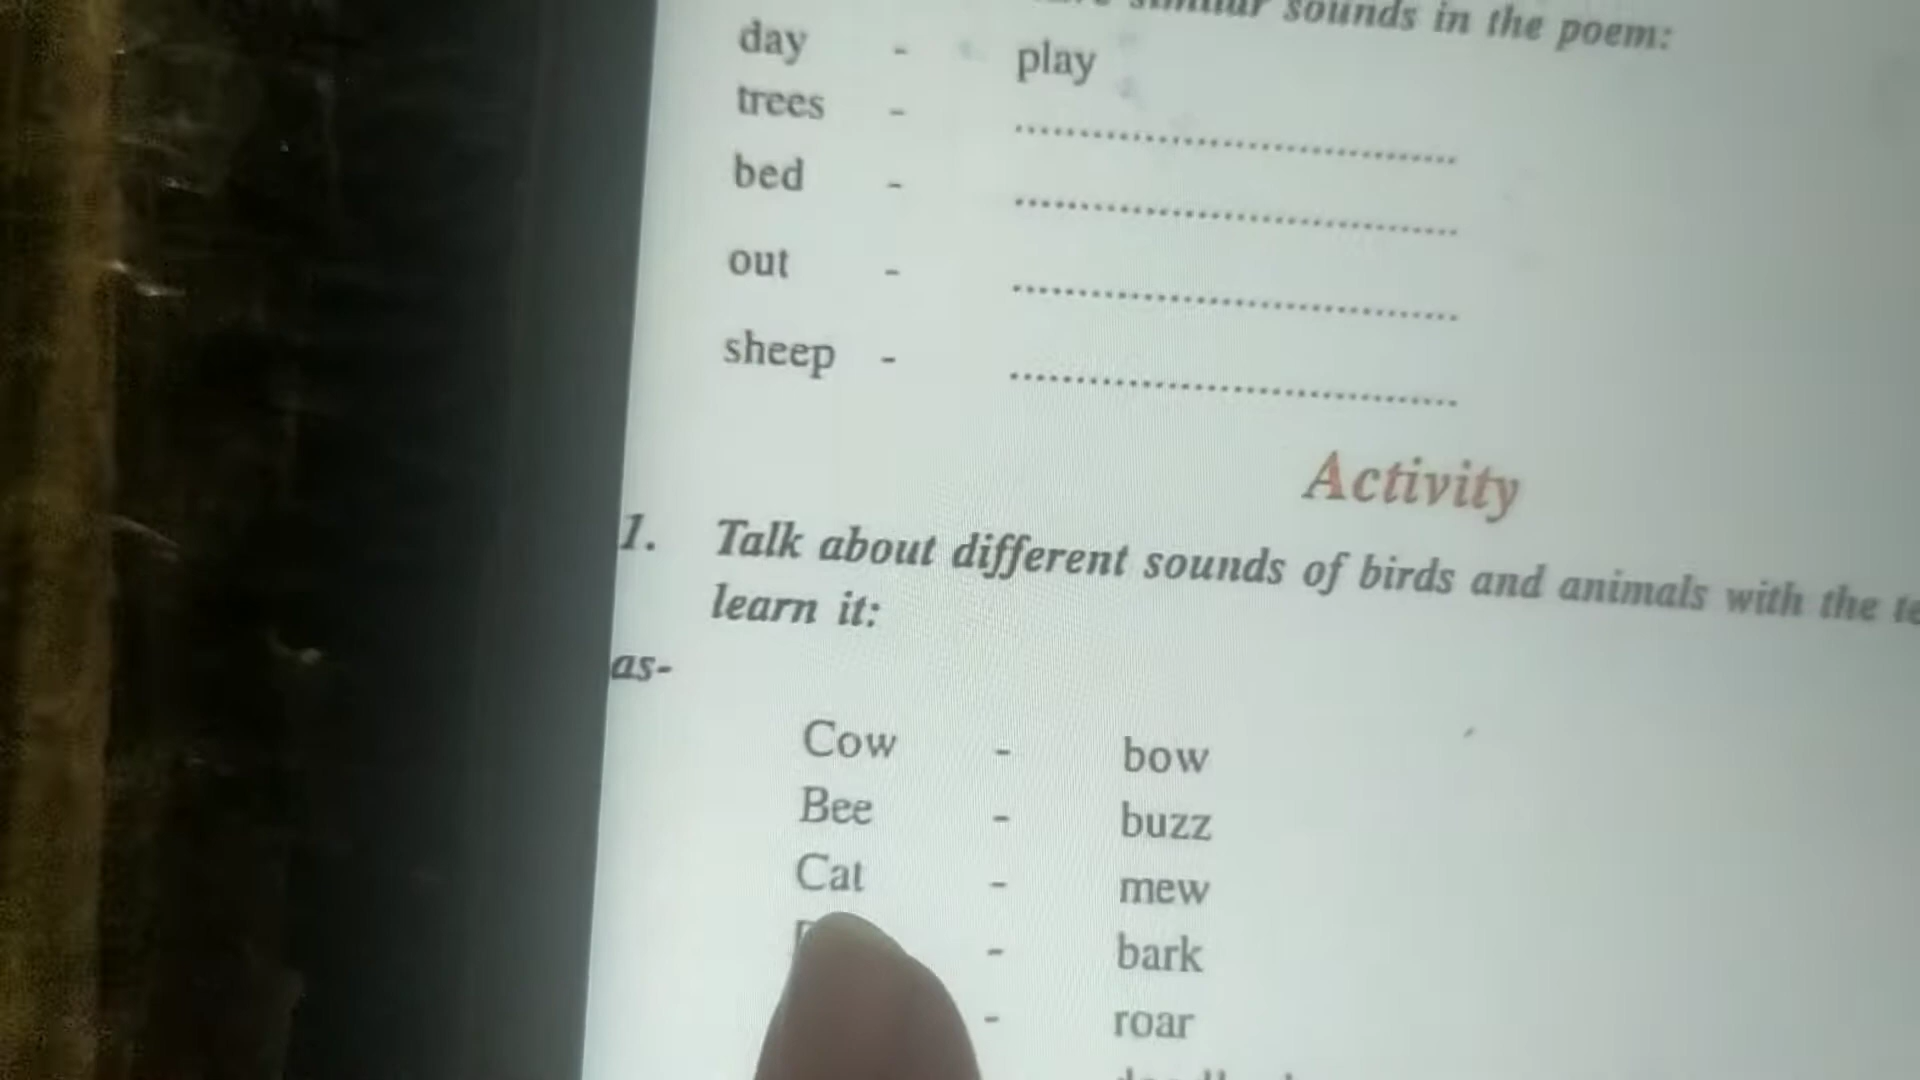 similar sounds in the poem:
day - play
trees - ........................................
bed - ........................................
out - ........................................
sheep - ........................................
Activity
1. Talk about different sounds of birds and animals with the
learn it:
as-
Cow - bow
Bee - buzz
Cat - mew
- bark
- roar